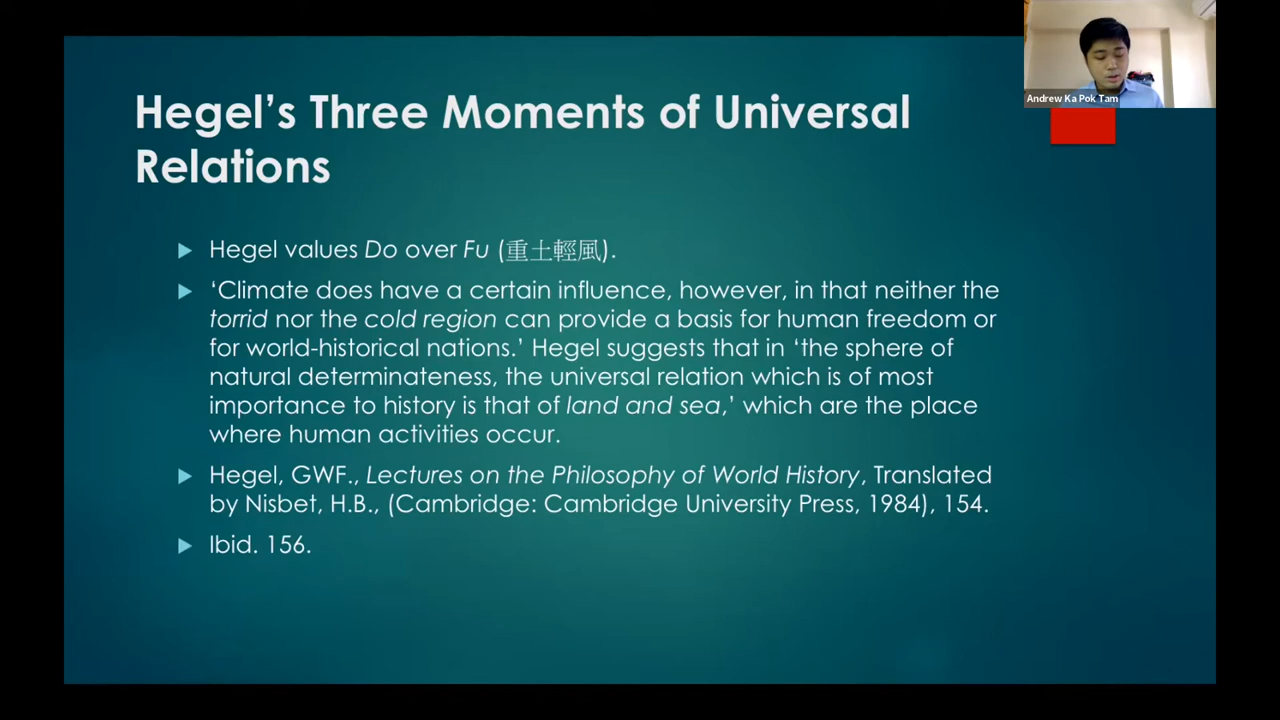 Andrew Ka Pok Tam
Hegel’s Three Moments of Universal
Relations
Hegel values Do over Fu (重土輕風).
‘Climate does have a certain influence, however, in that neither the
torrid nor the cold region can provide a basis for human freedom or
for world-historical nations.’ Hegel suggests that in ‘the sphere of
natural determinateness, the universal relation which is of most
importance to history is that of land and sea,’ which are the place
where human activities occur.
Hegel, GWF., Lectures on the Philosophy of World History, Translated
by Nisbet, H.B., (Cambridge: Cambridge University Press, 1984), 154.
Ibid. 156.